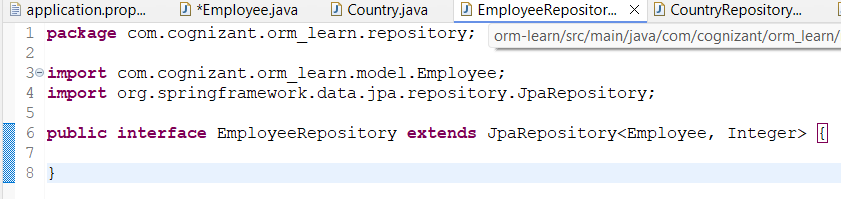 application.prop... *Employee.java Country.java EmployeeRepositor... CountryRepository...
1 package com.cognizant.orm_learn.repository;
orm-learn/src/main/java/com/cognizant/orm_learn/
2
3 import com.cognizant.orm_learn.model.Employee;
4 import org.springframework.data.jpa.repository.JpaRepository;
5
6 public interface EmployeeRepository extends JpaRepository<Employee, Integer> {
7
8 }